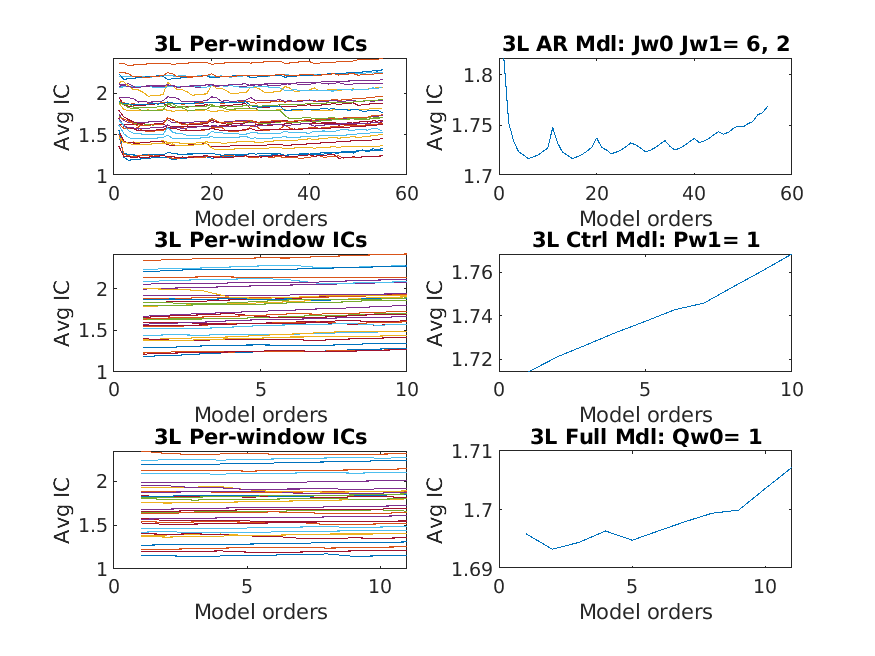 3L Per-window ICs
Avg IC
2
1.5
1
0
20
40
60
Model orders
3L AR Mdl: Jw0 Jw1= 6, 2
Avg IC
1.8
1.75
1.7
0
20
40
60
Model orders
3L Per-window ICs
Avg IC
2
1.5
1
0
5
10
Model orders
3L Ctrl Mdl: Pw1= 1
Avg IC
1.76
1.74
1.72
0
5
10
Model orders
3L Per-window ICs
Avg IC
2
1.5
1
0
5
10
Model orders
3L Full Mdl: Qw0= 1
Avg IC
1.71
1.7
1.69
0
5
10
Model orders